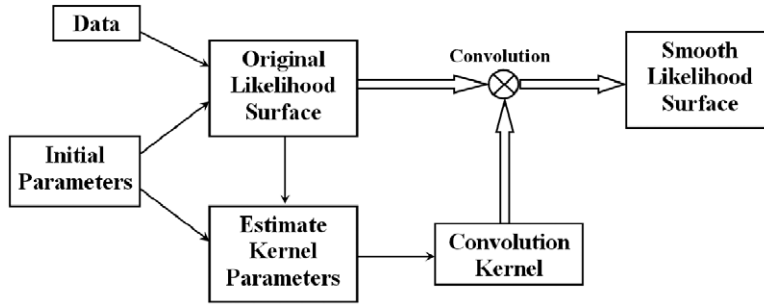 Data
Original
Likelihood
Surface
Convolution
Smooth
Likelihood
Surface
Initial
Parameters
Estimate
Kernel
Parameters
Convolution
Kernel